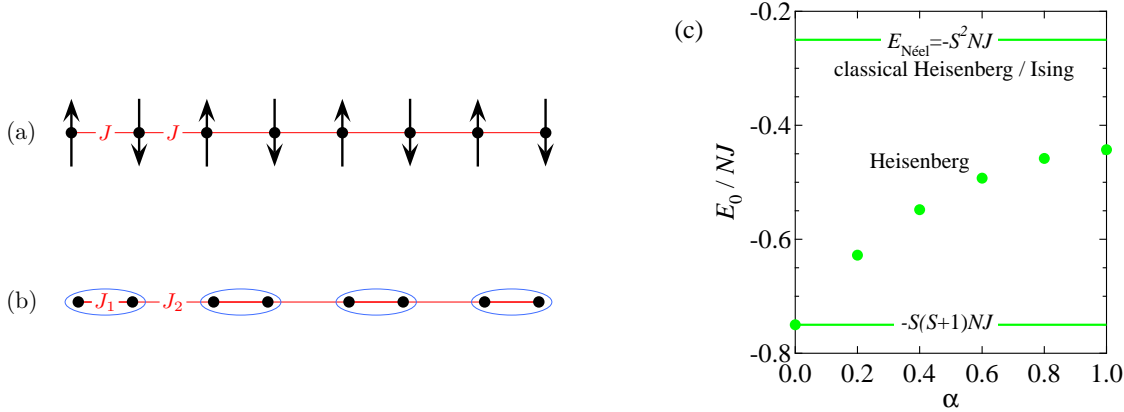 (a)
J J
(b)
J₁ J₂
(c)
E₀ / NJ
-0.2
-0.4
-0.6
-0.8
E_Néel=-S²NJ
classical Heisenberg / Ising
Heisenberg
-S(S+1)NJ
0.0 0.2 0.4 0.6 0.8 1.0
α